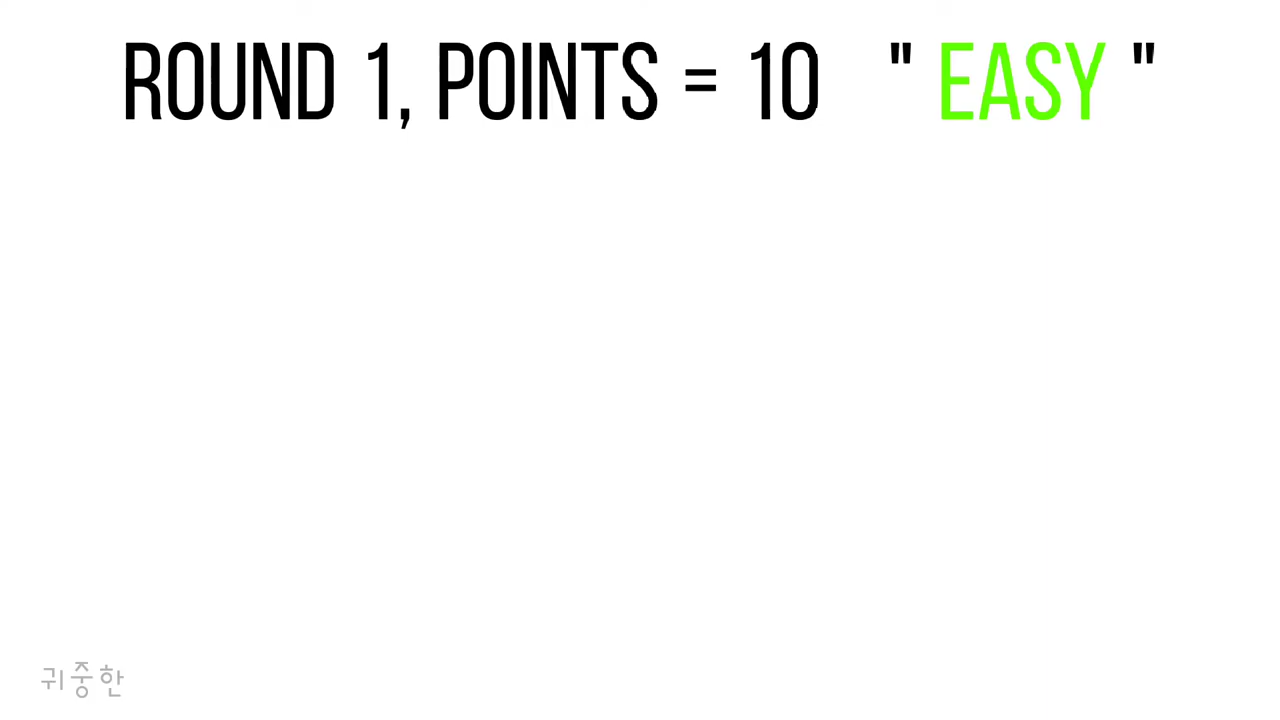 ROUND 1, POINTS = 10 " EASY "
귀중한